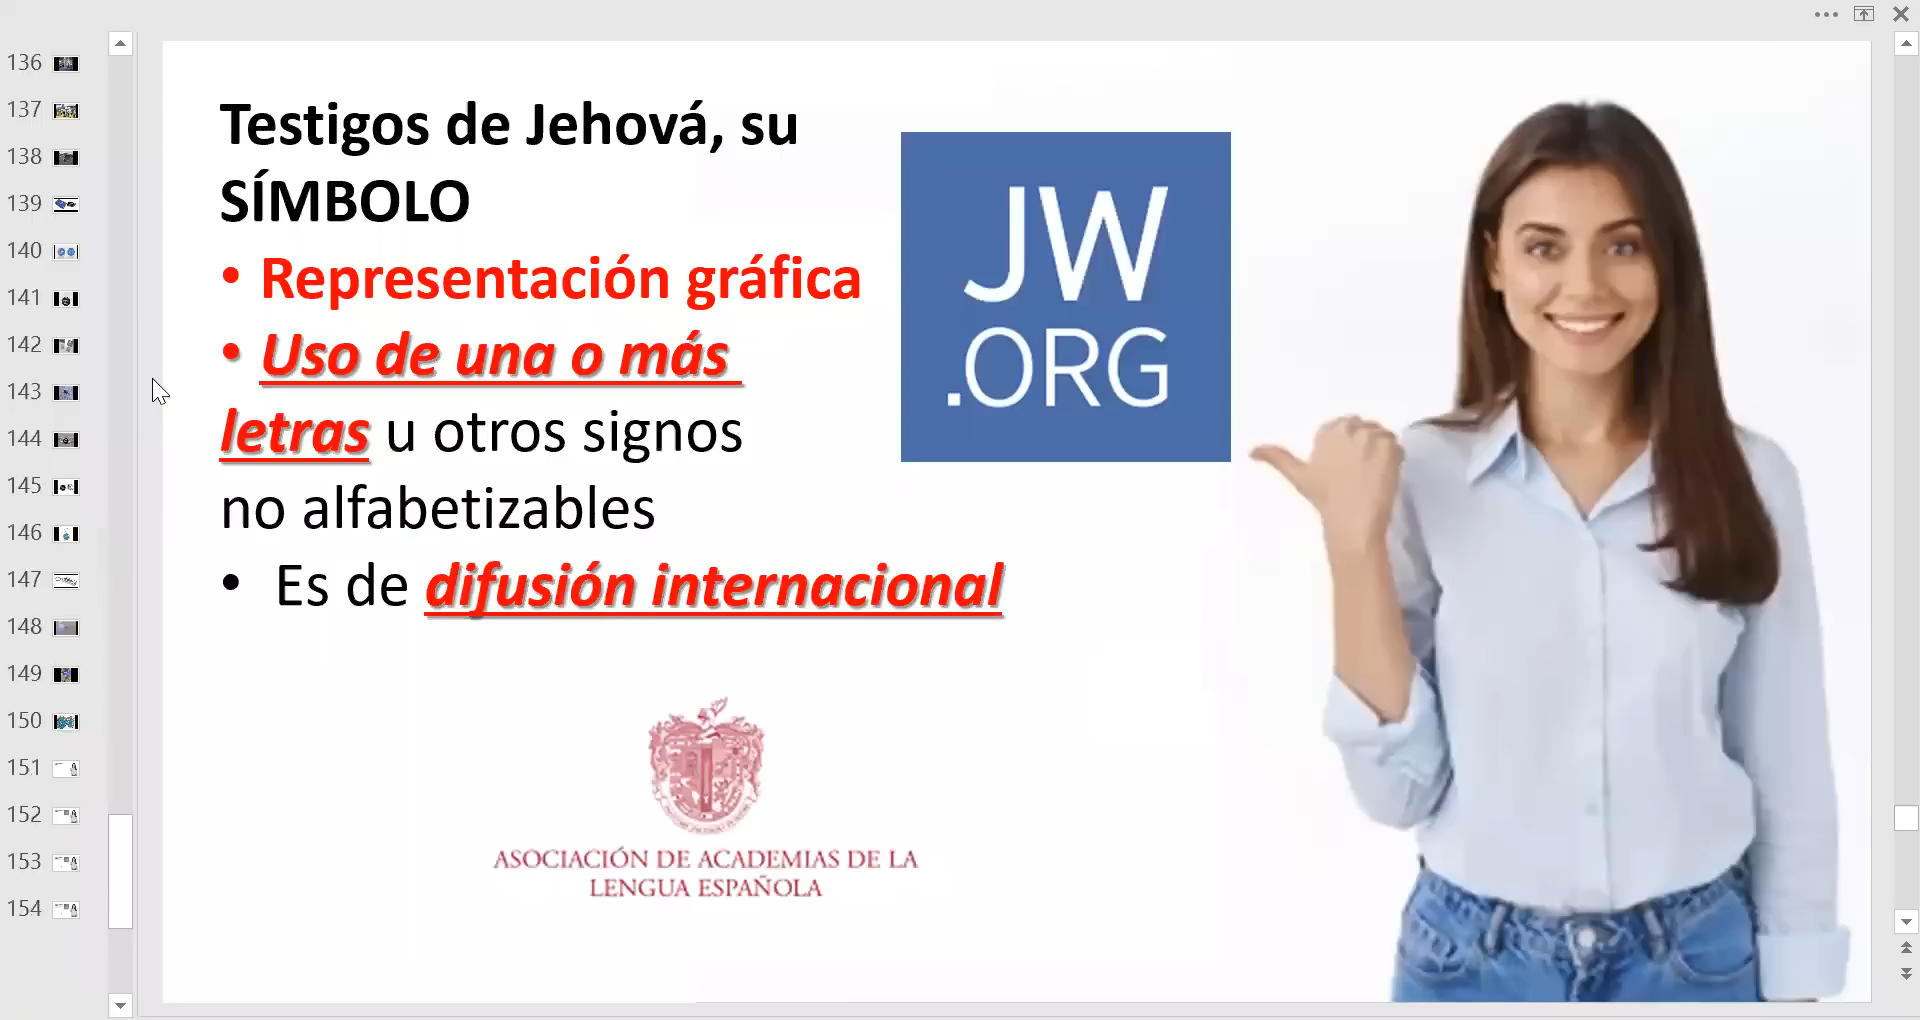 136
137
138
139
140
141
142
143
144
145
146
147
148
149
150
151
152
153
154
Testigos de Jehová, su
SÍMBOLO
• Representación gráfica
• Uso de una o más
letras u otros signos
no alfabetizables
• Es de difusión internacional
JW
.ORG
ASOCIACIÓN DE ACADEMIAS DE LA
LENGUA ESPAÑOLA